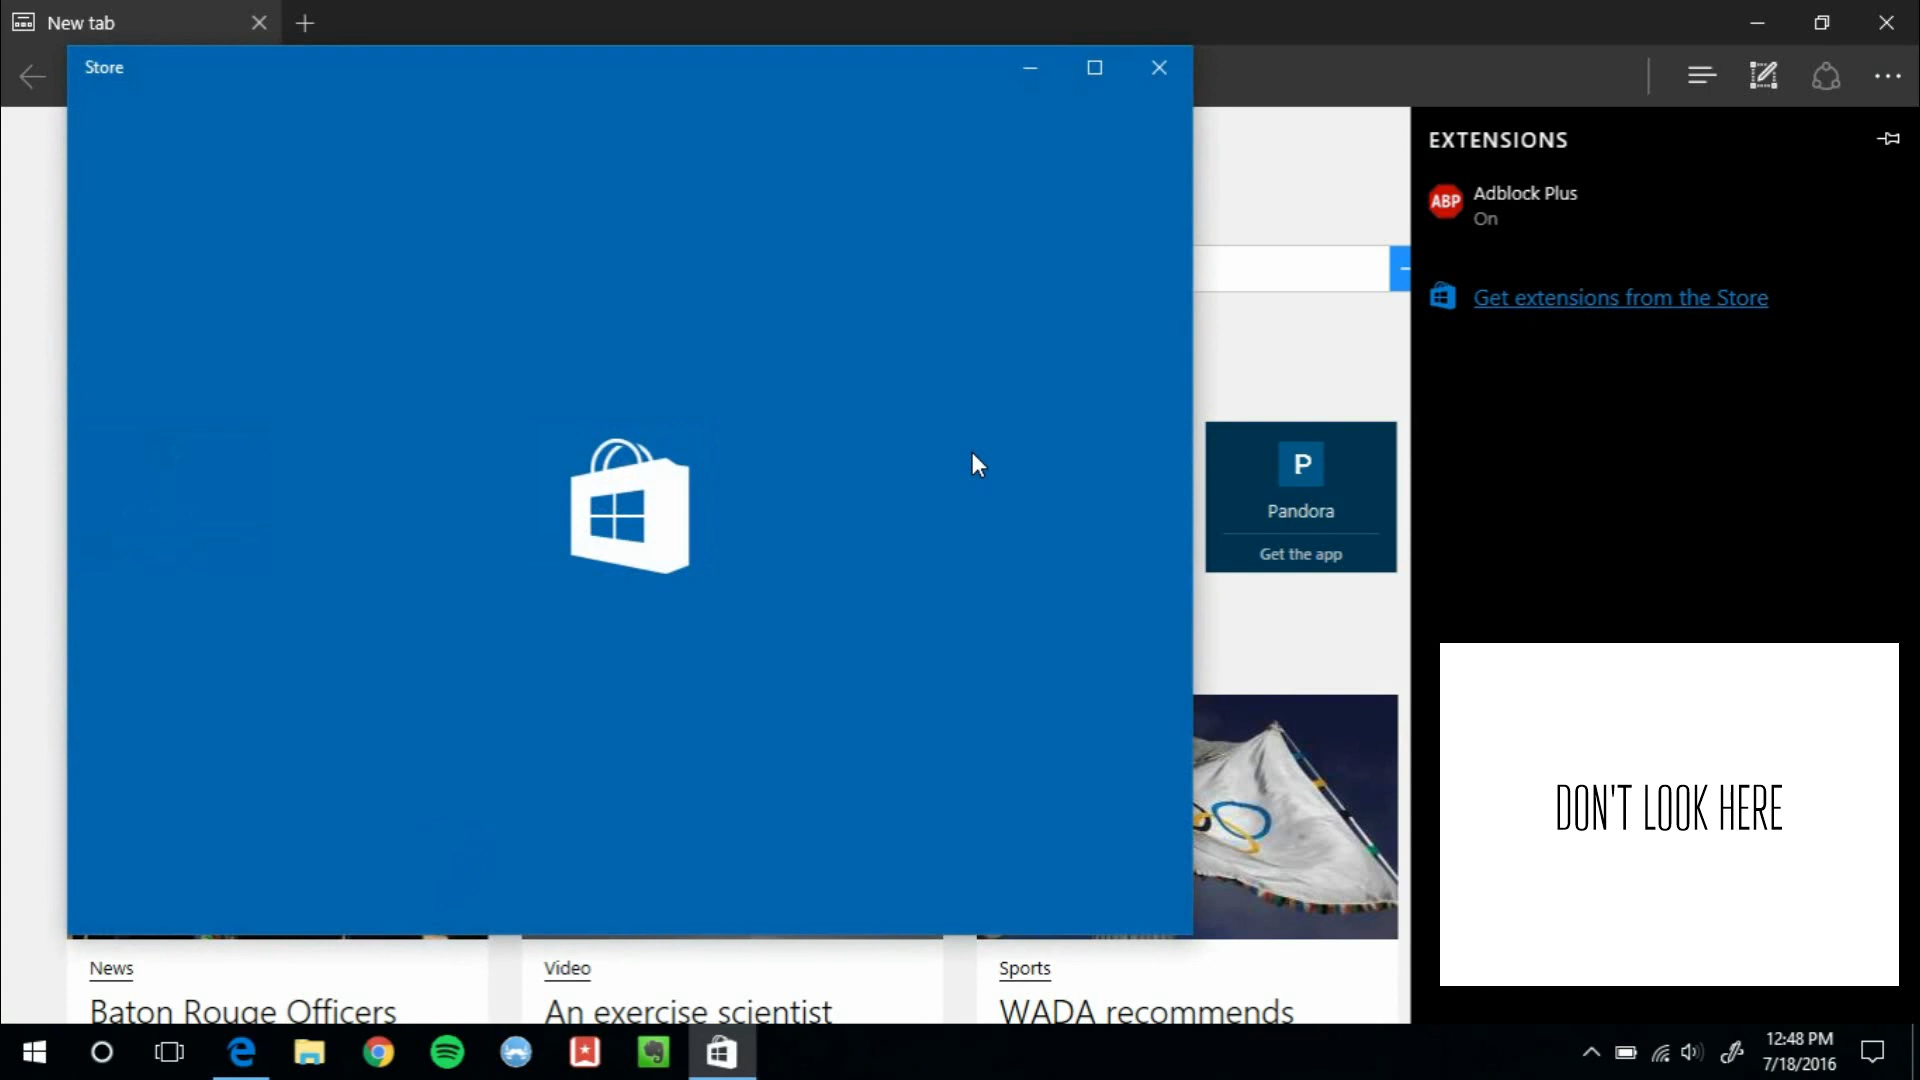 New tab
Store
EXTENSIONS
ABP
Adblock Plus
On
Get extensions from the Store
P
Pandora
Get the app
DON'T LOOK HERE
News
Video
Sports
Baton Rouge Officers
An exercise scientist
WADA recommends
12:48 PM
7/18/2016